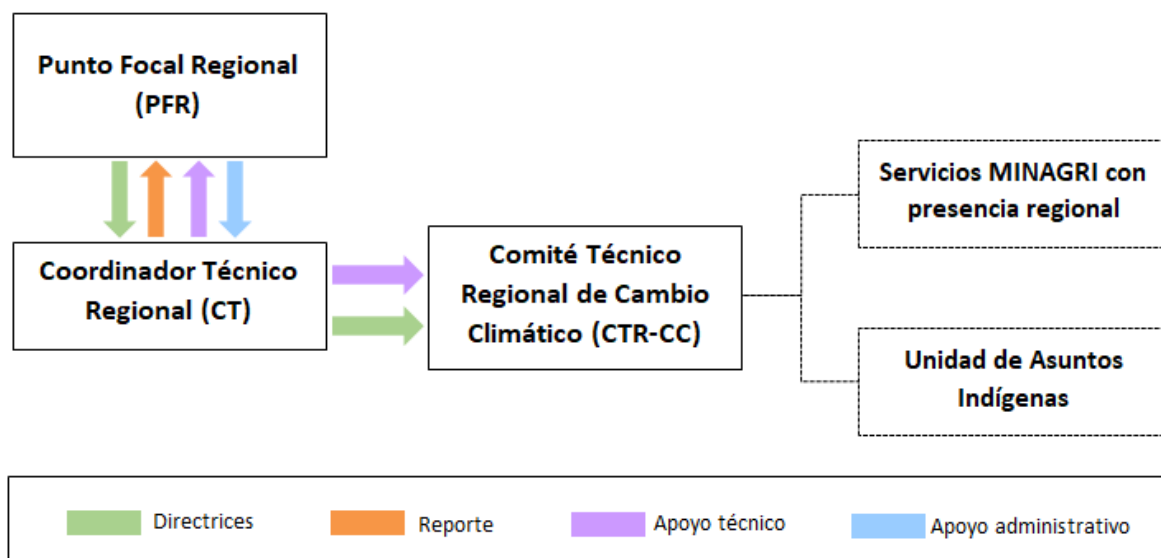 Punto Focal Regional
(PFR)
Coordinador Técnico
Regional (CT)
Comité Técnico
Regional de Cambio
Climático (CTR-CC)
Servicios MINAGRI con
presencia regional
Unidad de Asuntos
Indígenas
Directrices
Reporte
Apoyo técnico
Apoyo administrativo